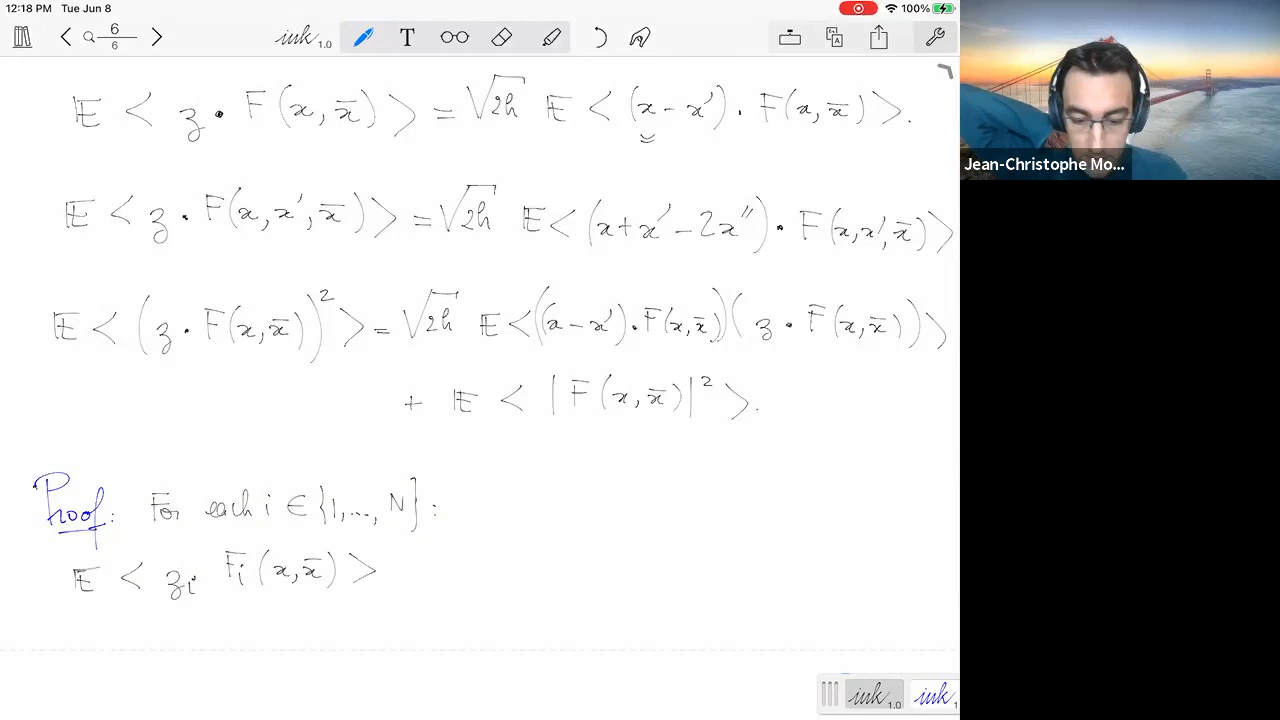 12:18 PM Tue Jun 8
100%
6
6
ink 1.0
T
E < z · F(x, x̄) > = √2h E < (x − x') · F(x, x̄) >.
E < z · F(x, x', x̄) > = √2h E < (x + x' − 2x'') · F(x, x', x̄) >
E < (z · F(x, x̄))² > = √2h E < ((x − x') · F(x, x̄)) (z · F(x, x̄)) >
+ E < |F(x, x̄)|² >.
Proof: For each i ∈ {1, ..., N}:
E < zᵢ Fᵢ(x, x̄) >
ink 1.0
ink 1
Jean-Christophe Mo...